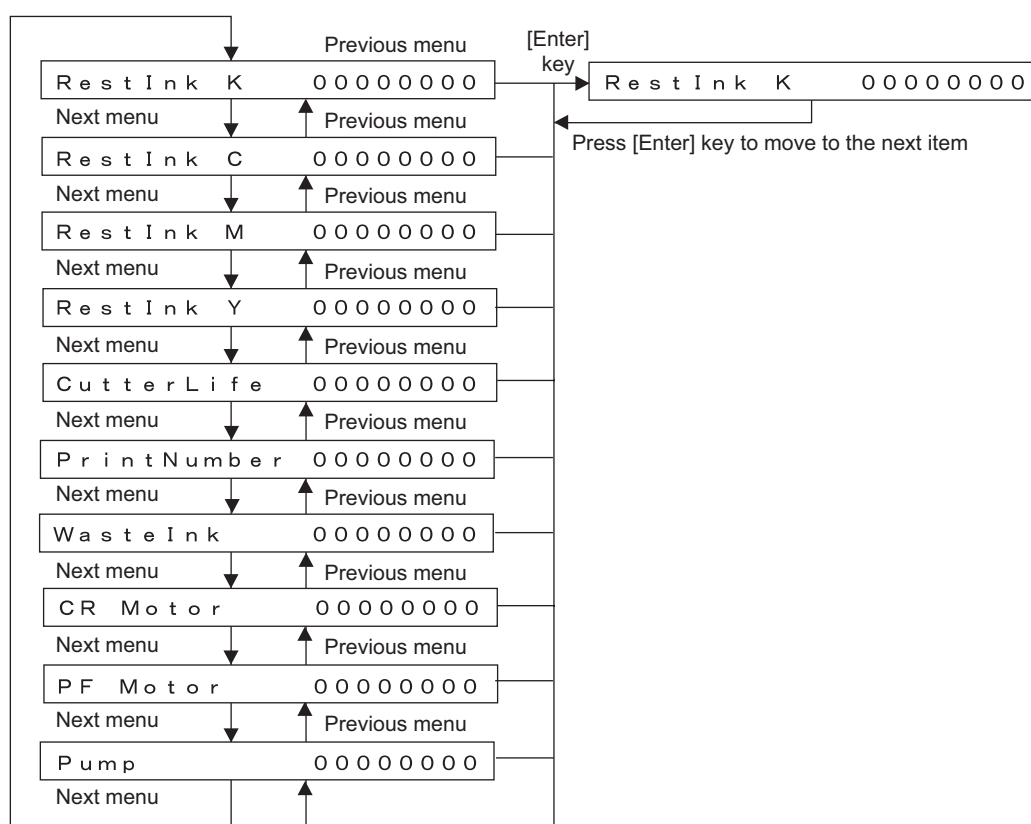 Previous menu
[Enter]
key
RestInk K 00000000
RestInk K 00000000
Next menu
Previous menu
Press [Enter] key to move to the next item
RestInk C 00000000
Next menu
Previous menu
RestInk M 00000000
Next menu
Previous menu
RestInk Y 00000000
Next menu
Previous menu
CutterLife 00000000
Next menu
Previous menu
PrintNumber 00000000
Next menu
Previous menu
WasteInk 00000000
Next menu
Previous menu
CR Motor 00000000
Next menu
Previous menu
PF Motor 00000000
Next menu
Previous menu
Pump 00000000
Next menu